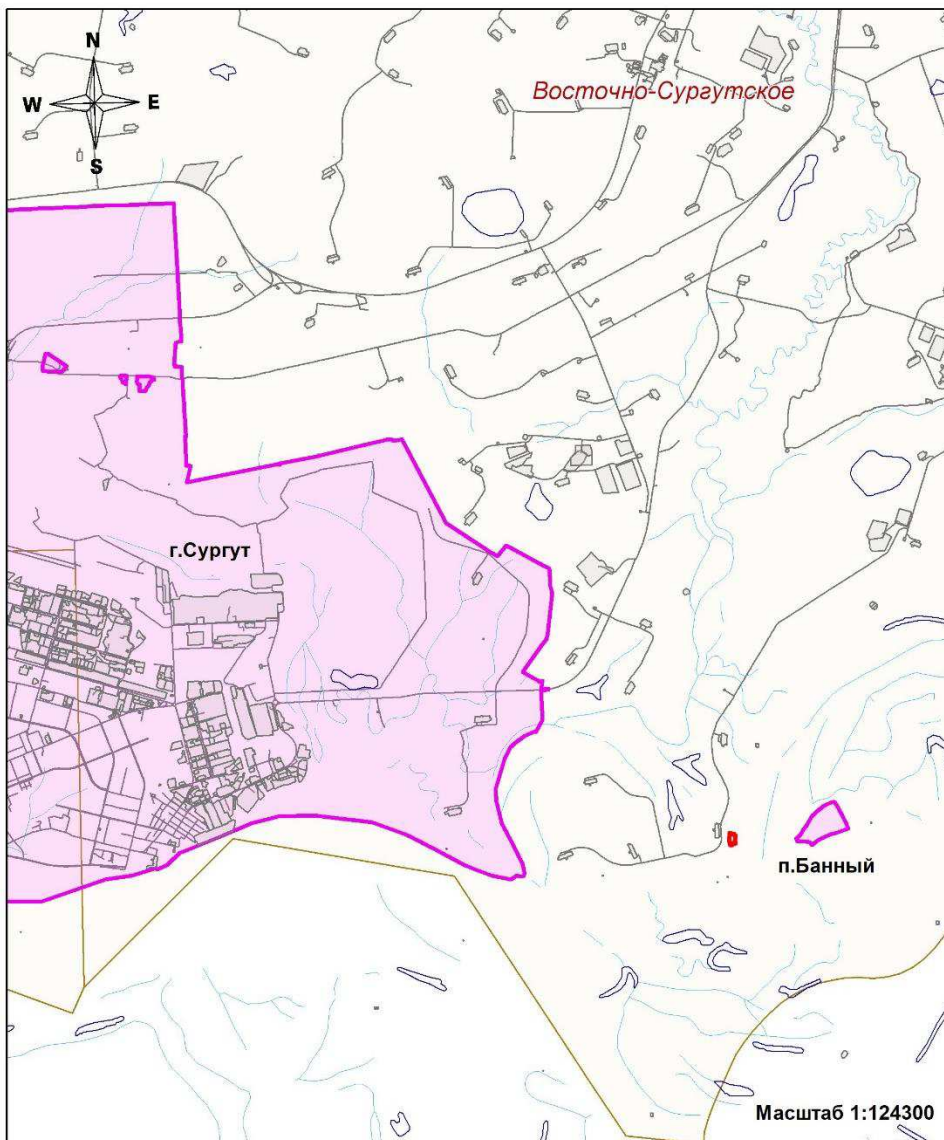 N
W E
S
Восточно-Сургутское
г.Сургут
п.Банный
Масштаб 1:124300